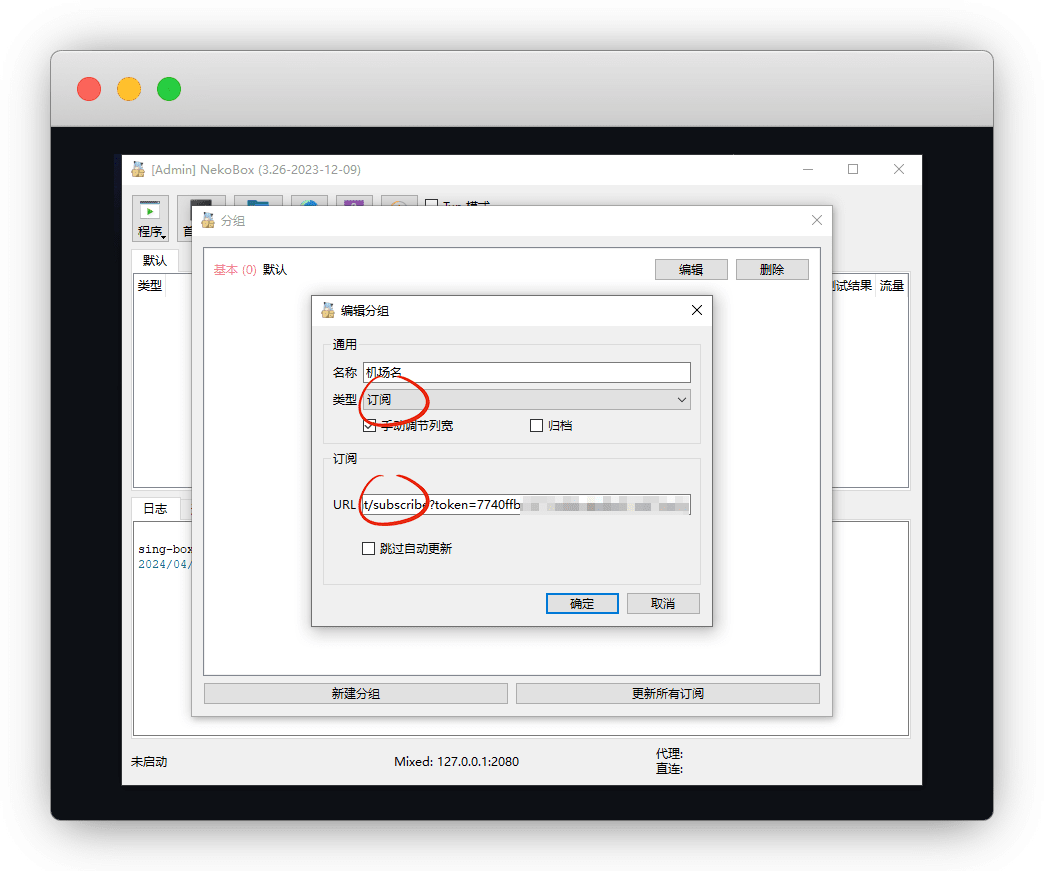 [Admin] NekoBox (3.26-2023-12-09)
程序
默认
类型
测试结果
流量
分组
基本 (0) 默认
编辑
删除
编辑分组
通用
名称 机场名
类型 订阅
手动调节列宽
归档
订阅
URL t/subscribe?token=7740ffb
跳过自动更新
确定
取消
新建分组
更新所有订阅
日志
sing-box
2024/04/
未启动
Mixed: 127.0.0.1:2080
代理:
直连: